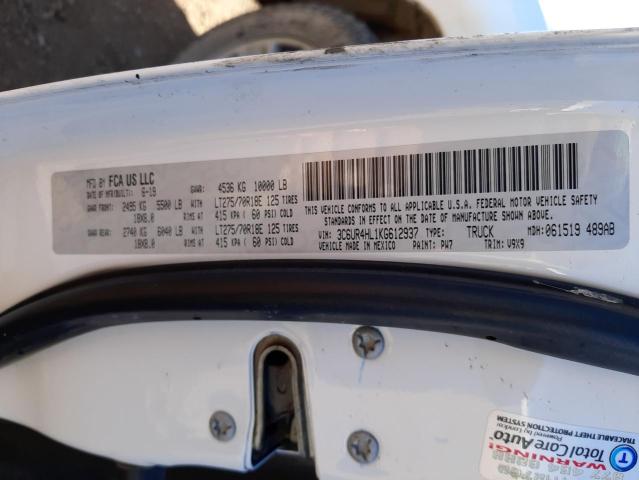 MFD BY FCA US LLC
DATE OF MFR(BUILT): 6-19 GVWR: 4536 KG 10000 LB
GAWR FRONT: 2495 KG 5500 LB WITH LT275/70R18E 125 TIRES
18X8.0 RIMS AT 415 KPA ( 60 PSI) COLD
GAWR REAR: 2740 KG 6040 LB WITH LT275/70R18E 125 TIRES
18X8.0 RIMS AT 415 KPA ( 60 PSI) COLD
THIS VEHICLE CONFORMS TO ALL APPLICABLE U.S.A. FEDERAL MOTOR VEHICLE SAFETY
STANDARDS IN EFFECT ON THE DATE OF MANUFACTURE SHOWN ABOVE.
VIN: 3C6UR4HL1KG612937 TYPE: TRUCK MDH: 061519 489AB
VEHICLE MADE IN MEXICO PAINT: PW7 TRIM: V9X9
TRACEABLE THEFT PROTECTION SYSTEM
Powered by
TotalCare Auto
WARNING!